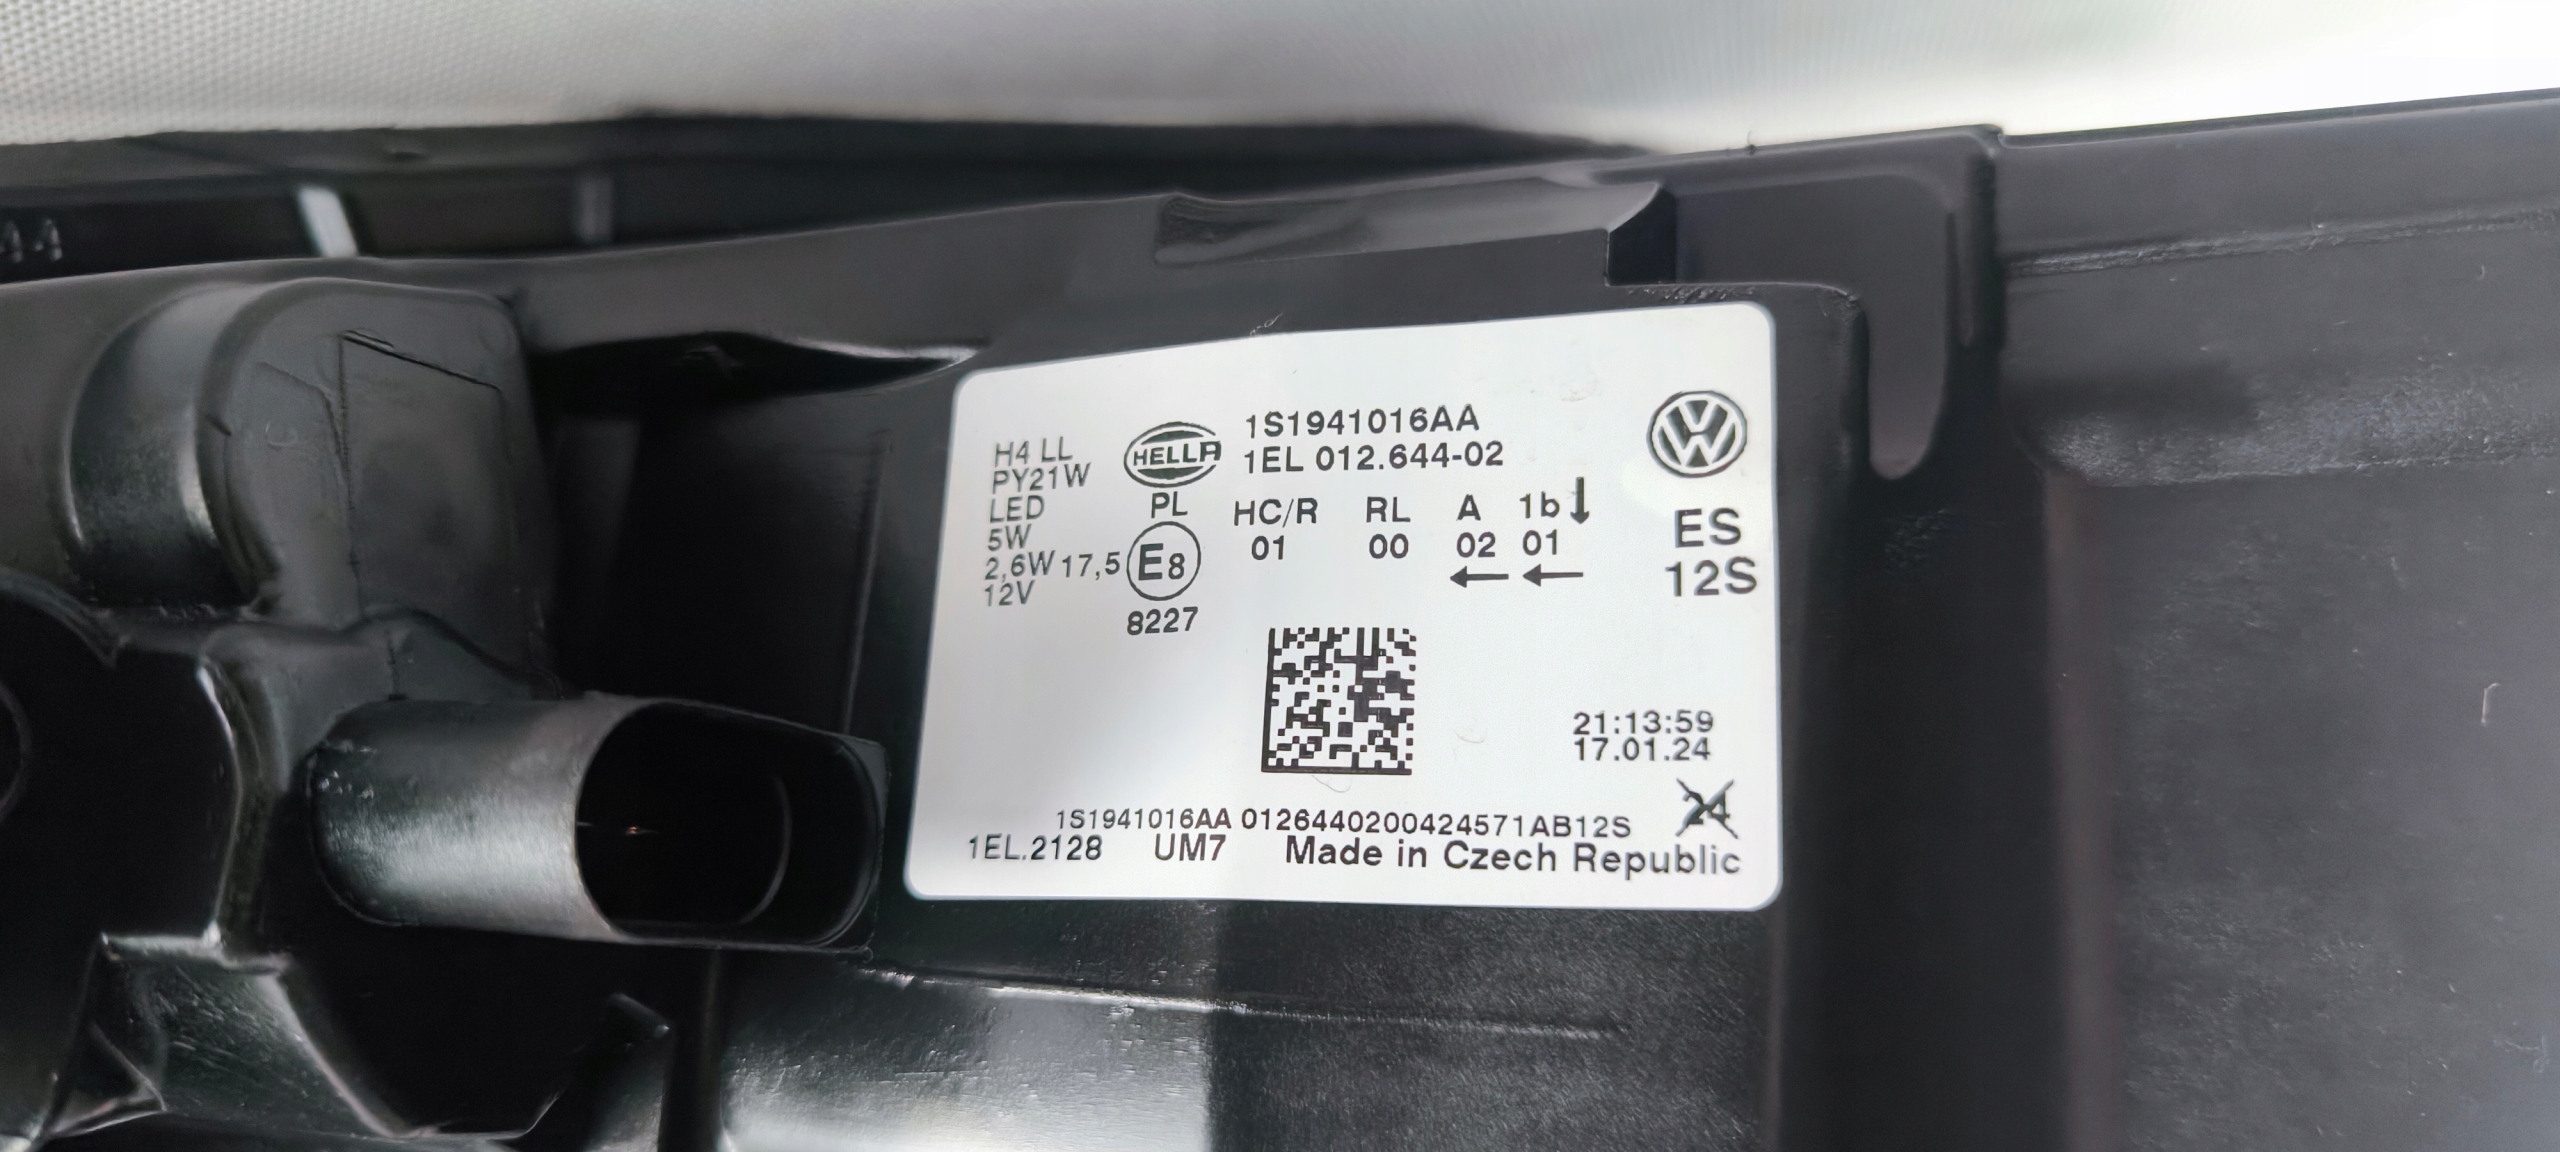 44
1S1941016AA
1EL 012.644-02
HELLA
H4 LL
PY21W
LED
5W
2,6W 17,5
12V
PL HC/R RL A 1b↓
E8 01 00 02 01
← ←
8227
ES
12S
21:13:59
17.01.24
24
1S1941016AA 0126440200424571AB12S
1EL.2128 UM7 Made in Czech Republic